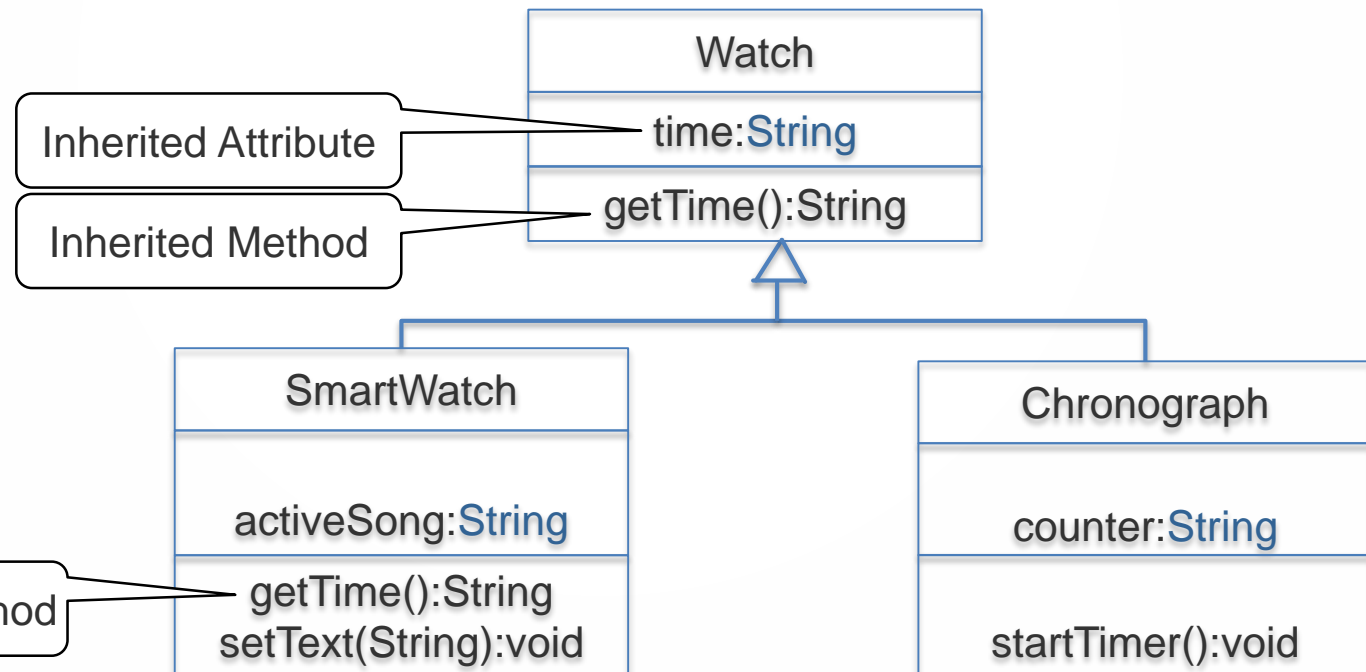 Watch
Inherited Attribute
time:String
Inherited Method
getTime():String
SmartWatch
Chronograph
activeSong:String
counter:String
getTime():String
setText(String):void
startTimer():void